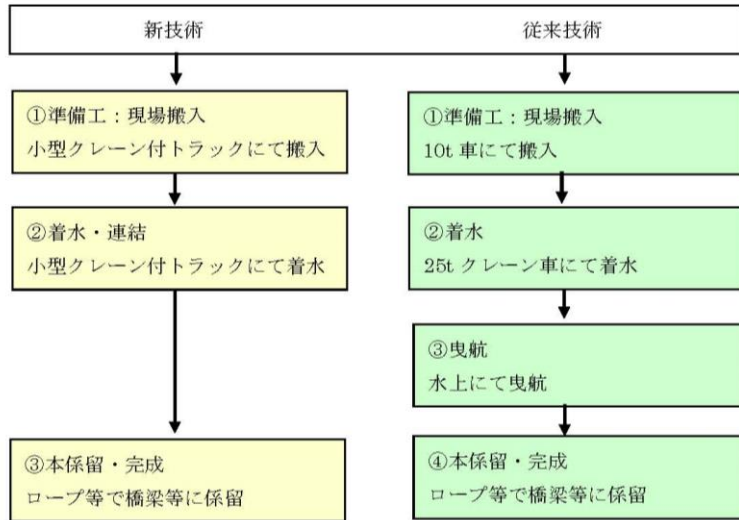 新技術
従来技術
①準備工：現場搬入
小型クレーン付トラックにて搬入
①準備工：現場搬入
10t 車にて搬入
②着水・連結
小型クレーン付トラックにて着水
②着水
25t クレーン車にて着水
③曳航
水上にて曳航
③本係留・完成
ロープ等で橋梁等に係留
④本係留・完成
ロープ等で橋梁等に係留